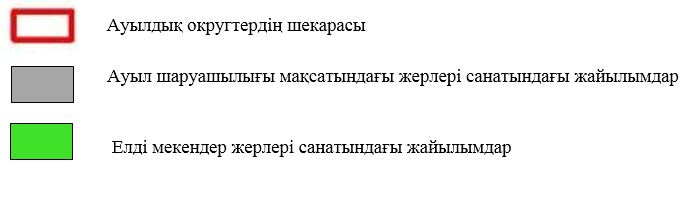 Ауылдық округтердің шекарасы
Ауыл шаруашылығы мақсатындағы жерлері санатындағы жайылымдар
Елді мекендер жерлері санатындағы жайылымдар